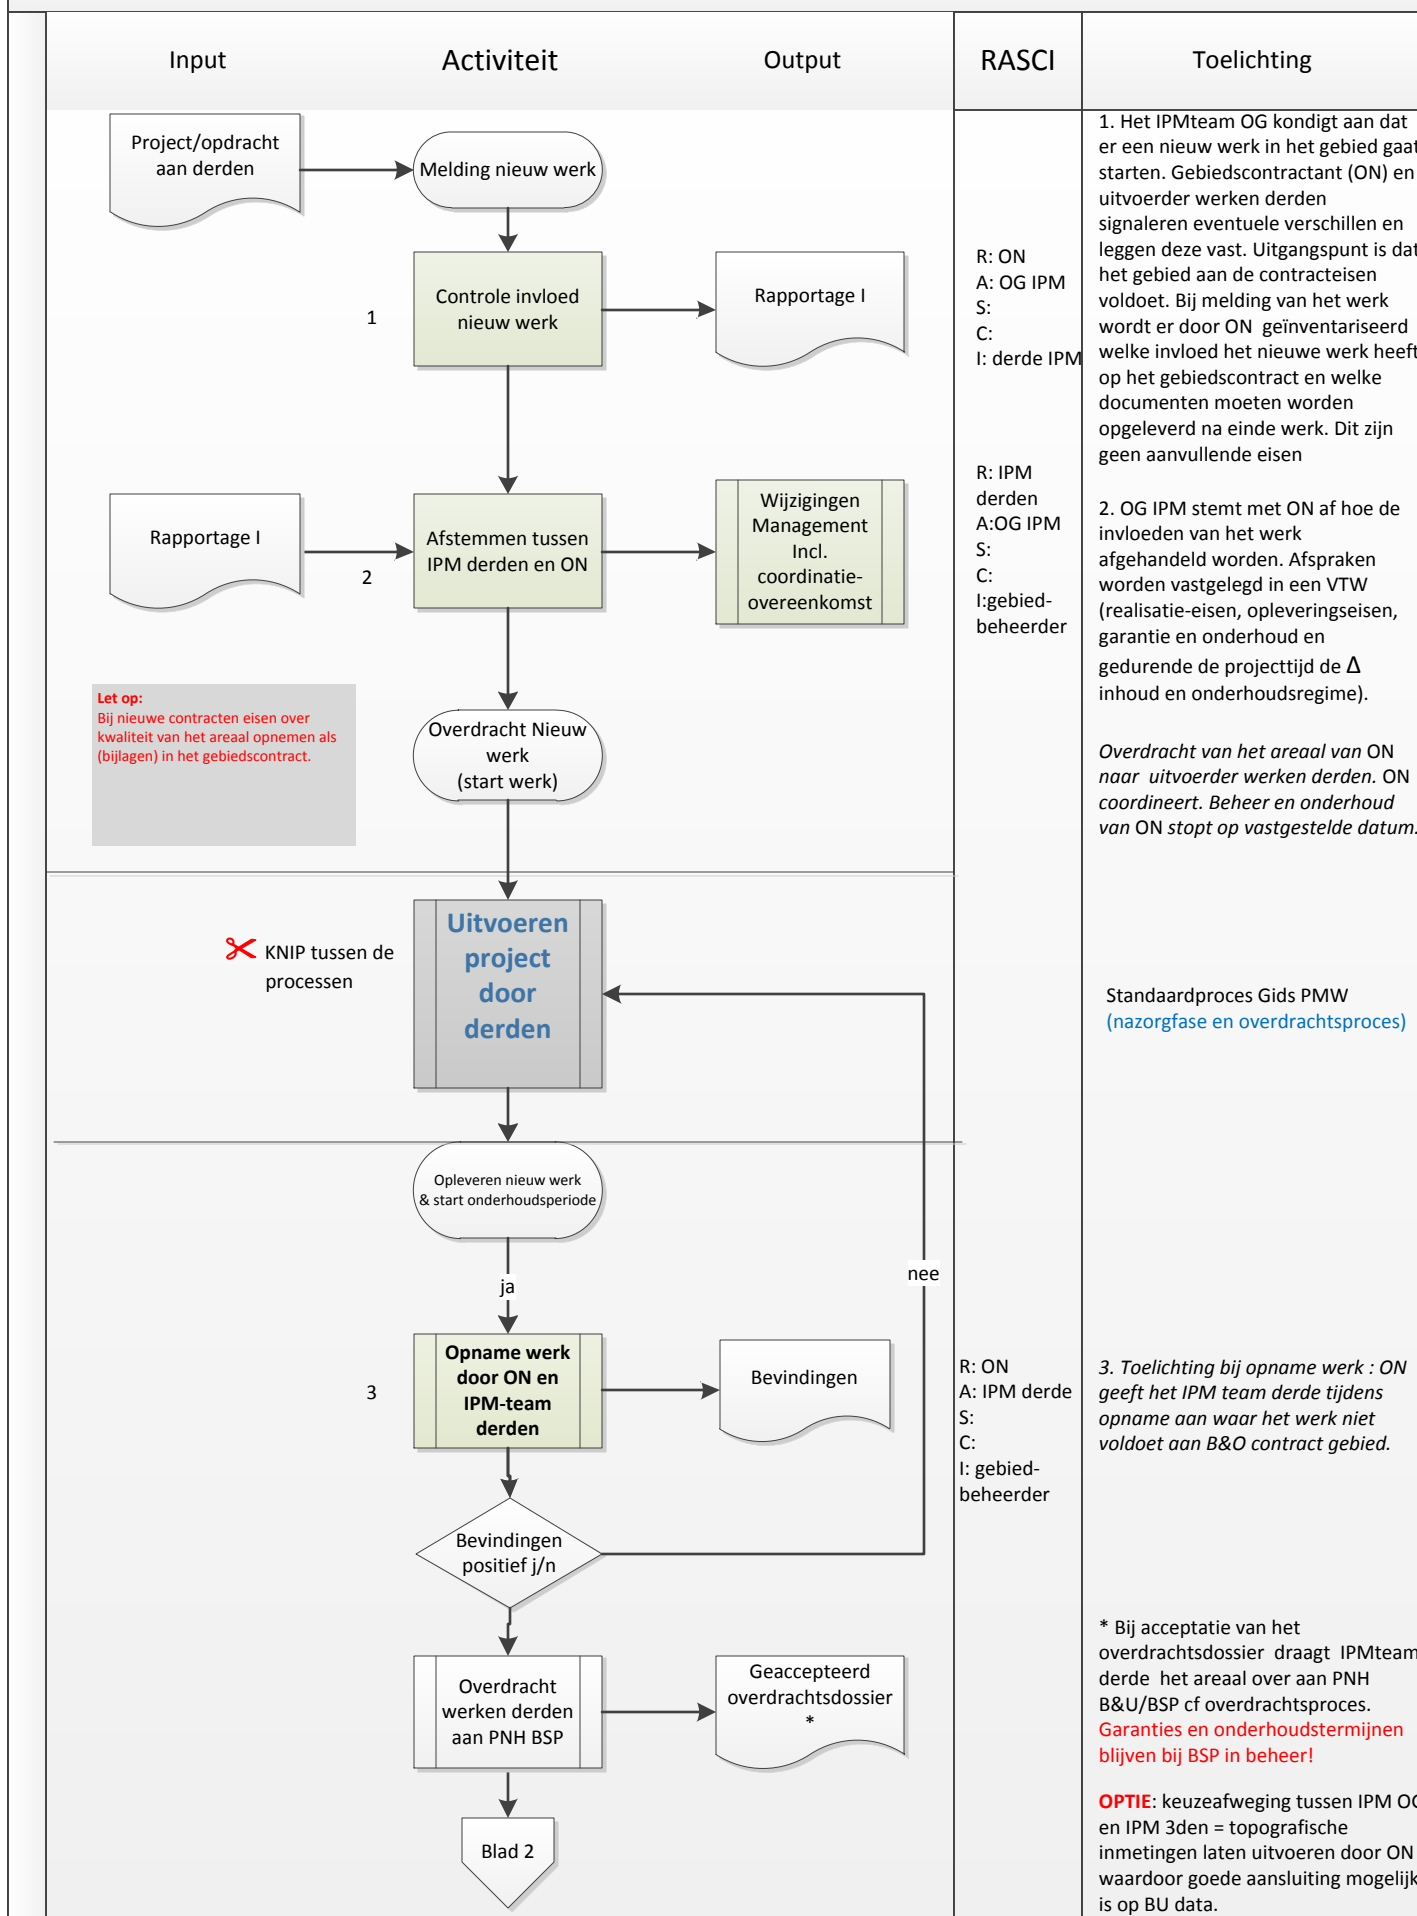 Input
Activiteit
Output
RASCI
Toelichting
Project/opdracht
aan derden
Melding nieuw werk
1
Controle invloed
nieuw werk
Rapportage I
R: ON
A: OG IPM
S:
C:
I: derde IPM
1. Het IPMteam OG kondigt aan dat
er een nieuw werk in het gebied gaat
starten. Gebiedscontractant (ON) en
uitvoerder werken derden
signaleren eventuele verschillen en
leggen deze vast. Uitgangspunt is dat
het gebied aan de contracteisen
voldoet. Bij melding van het werk
wordt er door ON geïnventariseerd
welke invloed het nieuwe werk heeft
op het gebiedscontract en welke
documenten moeten worden
opgeleverd na einde werk. Dit zijn
geen aanvullende eisen
Rapportage I
2
Afstemmen tussen
IPM derden en ON
Wijzigingen
Management
Incl.
coordinatie-
overeenkomst
R: IPM
derden
A:OG IPM
S:
C:
I:gebied-
beheerder
2. OG IPM stemt met ON af hoe de
invloeden van het werk
afgehandeld worden. Afspraken
worden vastgelegd in een VTW
(realisatie-eisen, opleveringseisen,
garantie en onderhoud en
gedurende de projecttijd de Δ
inhoud en onderhoudsregime).
Let op:
Bij nieuwe contracten eisen over
kwaliteit van het areaal opnemen als
(bijlagen) in het gebiedscontract.
Overdracht Nieuw
werk
(start werk)
Overdracht van het areaal van ON
naar uitvoerder werken derden. ON
coordineert. Beheer en onderhoud
van ON stopt op vastgestelde datum.
KNIP tussen de
processen
Uitvoeren
project
door
derden
Standaardproces Gids PMW
(nazorgfase en overdrachtsproces)
Opleveren nieuw werk
& start onderhoudsperiode
ja
nee
3
Opname werk
door ON en
IPM-team
derden
Bevindingen
R: ON
A: IPM derde
S:
C:
I: gebied-
beheerder
3. Toelichting bij opname werk : ON
geeft het IPM team derde tijdens
opname aan waar het werk niet
voldoet aan B&O contract gebied.
Bevindingen
positief j/n
Overdracht
werken derden
aan PNH BSP
Geaccepteerd
overdrachtsdossier
*
* Bij acceptatie van het
overdrachtsdossier draagt IPMteam
derde het areaal over aan PNH
B&U/BSP cf overdrachtsproces.
Garanties en onderhoudstermijnen
blijven bij BSP in beheer!
Blad 2
OPTIE: keuzeafweging tussen IPM OG
en IPM 3den = topografische
inmetingen laten uitvoeren door ON
waardoor goede aansluiting mogelijk
is op BU data.